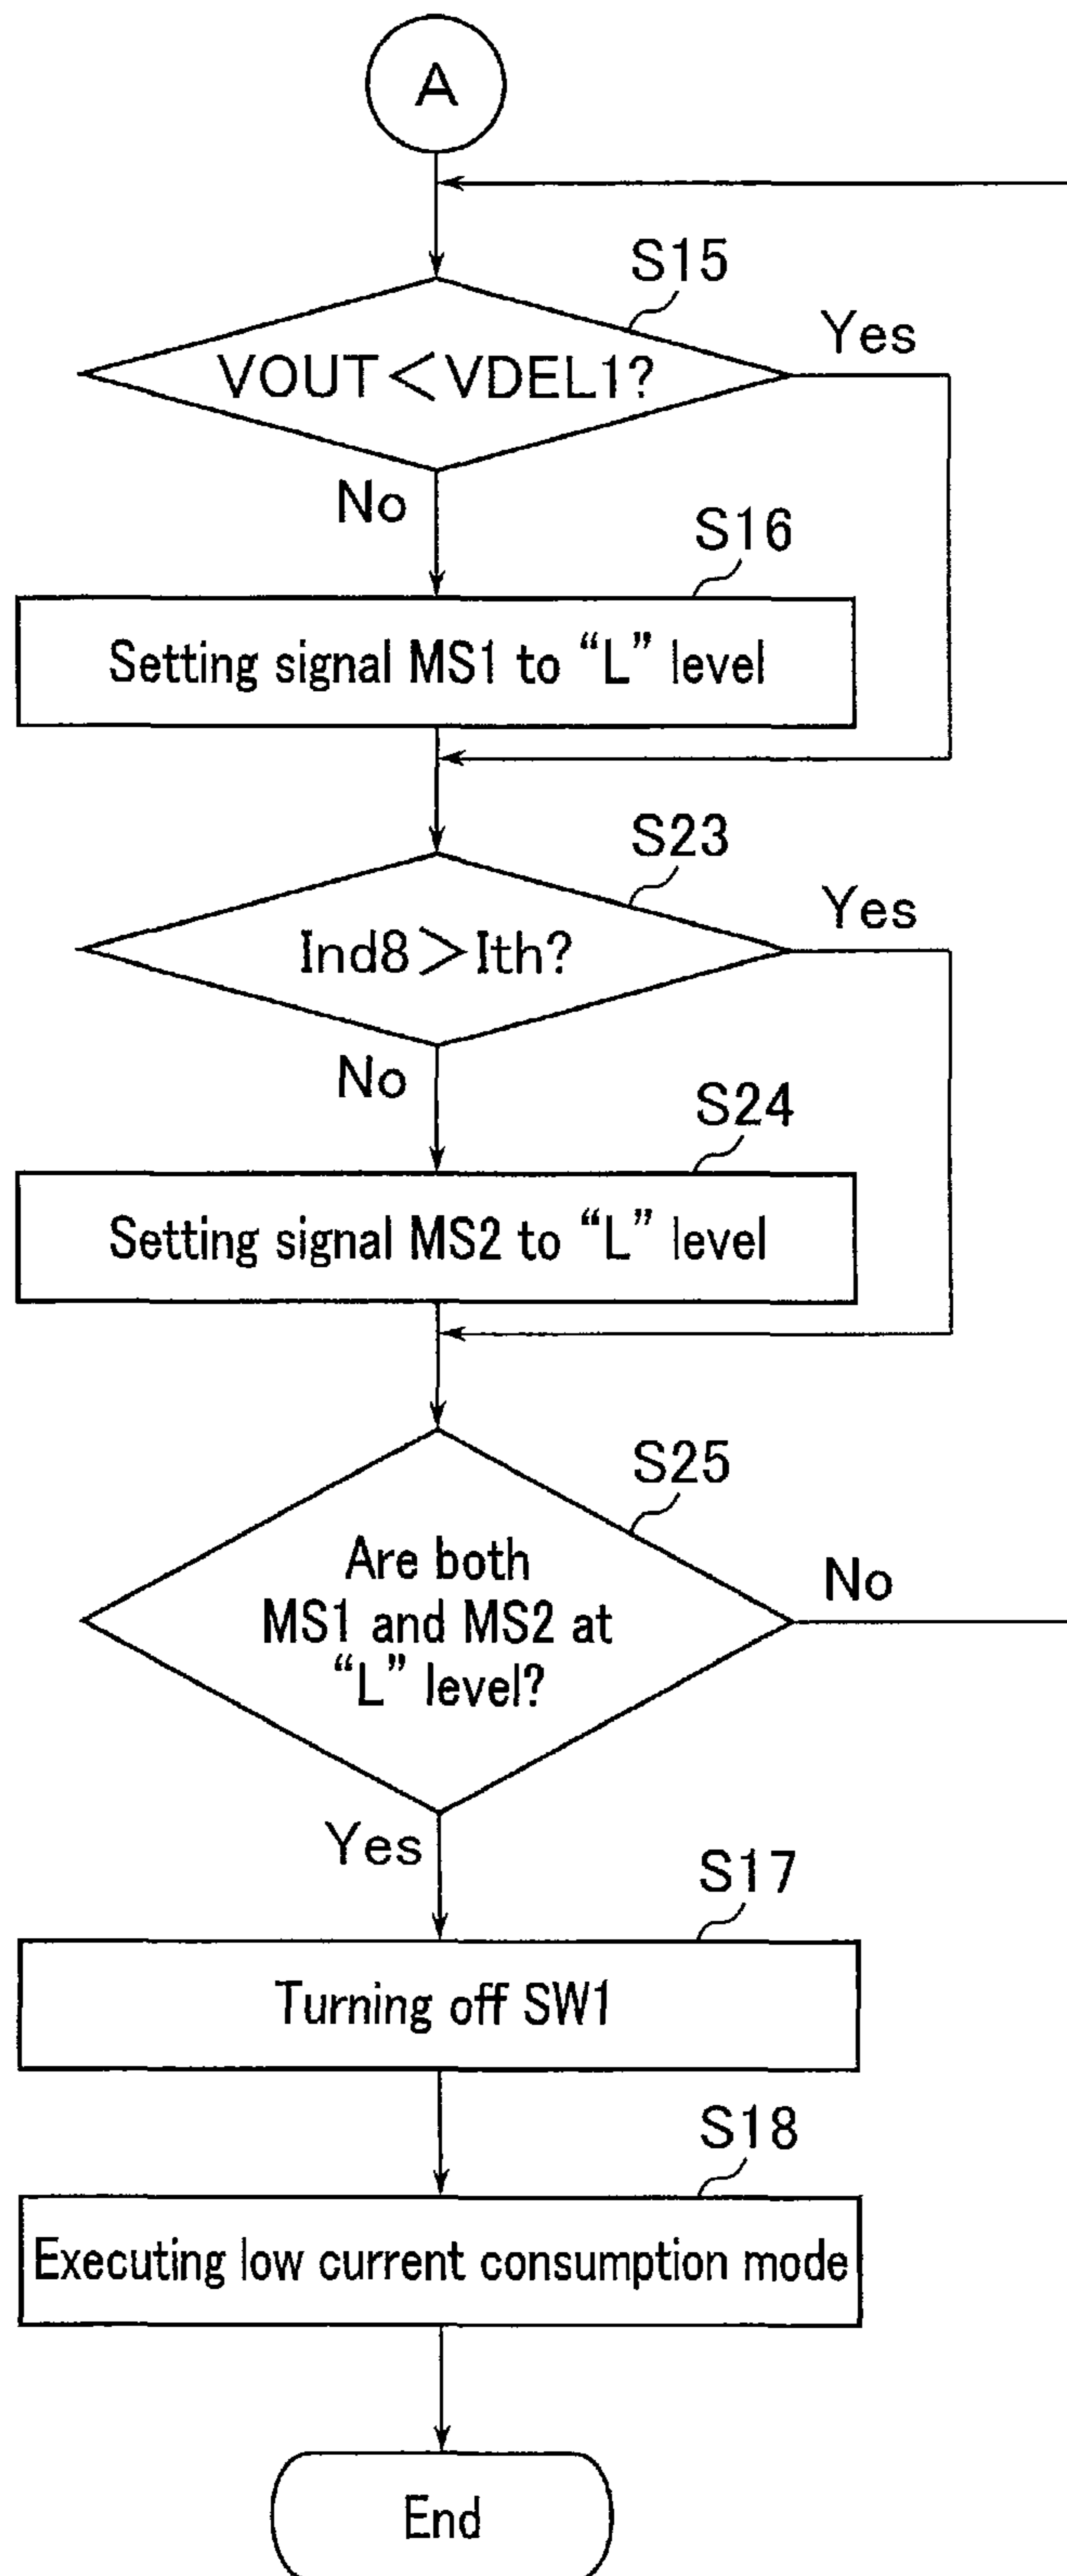 A
S15
VOUT<VDEL1?
Yes
No
S16
Setting signal MS1 to “L” level
S23
Ind8>Ith?
Yes
No
S24
Setting signal MS2 to “L” level
S25
Are both
MS1 and MS2 at
“L” level?
No
Yes
S17
Turning off SW1
S18
Executing low current consumption mode
End